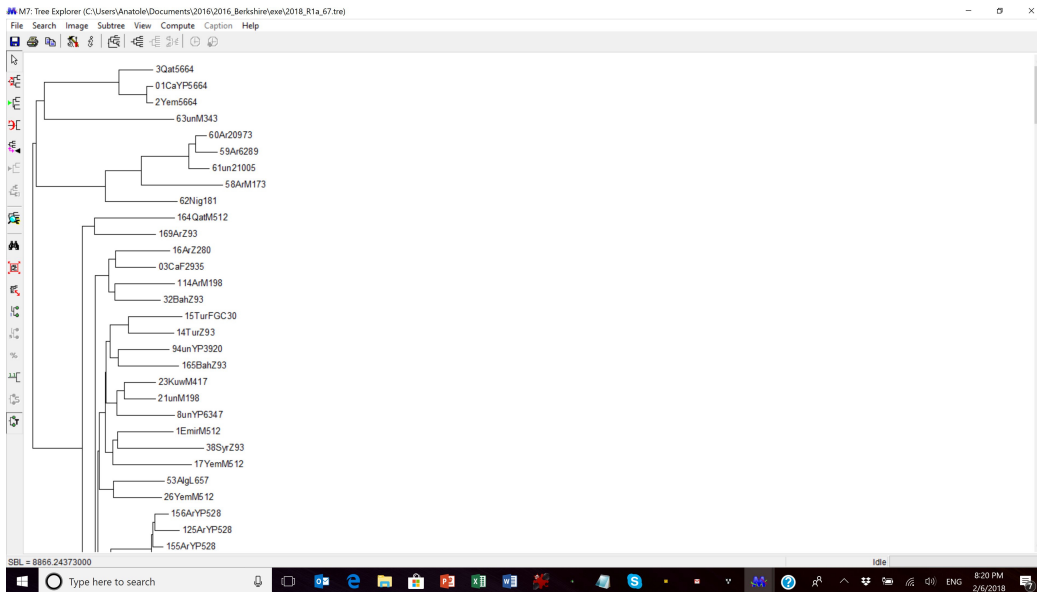 M7: Tree Explorer (C:\Users\Anatole\Documents\2016\2016_Berkshire\exe\2018_R1a_67.tre)
File Search Image Subtree View Compute Caption Help
3Qat5664
01CaYP5664
2Yem5664
63unM343
60Ar20973
59Ar6289
61un21005
58ArM173
62Nig181
164QatM512
169ArZ93
16ArZ280
03CaF2935
114ArM198
32BahZ93
15TurFGC30
14TurZ93
94unYP3920
165BahZ93
23KuwM417
21unM198
8unYP6347
1EmirM512
38SyrZ93
17YemM512
53AlgL657
26YemM512
156ArYP528
125ArYP528
155ArYP528
SBL = 8866.24373000
Idle
Type here to search
ENG
8:20 PM
2/6/2018